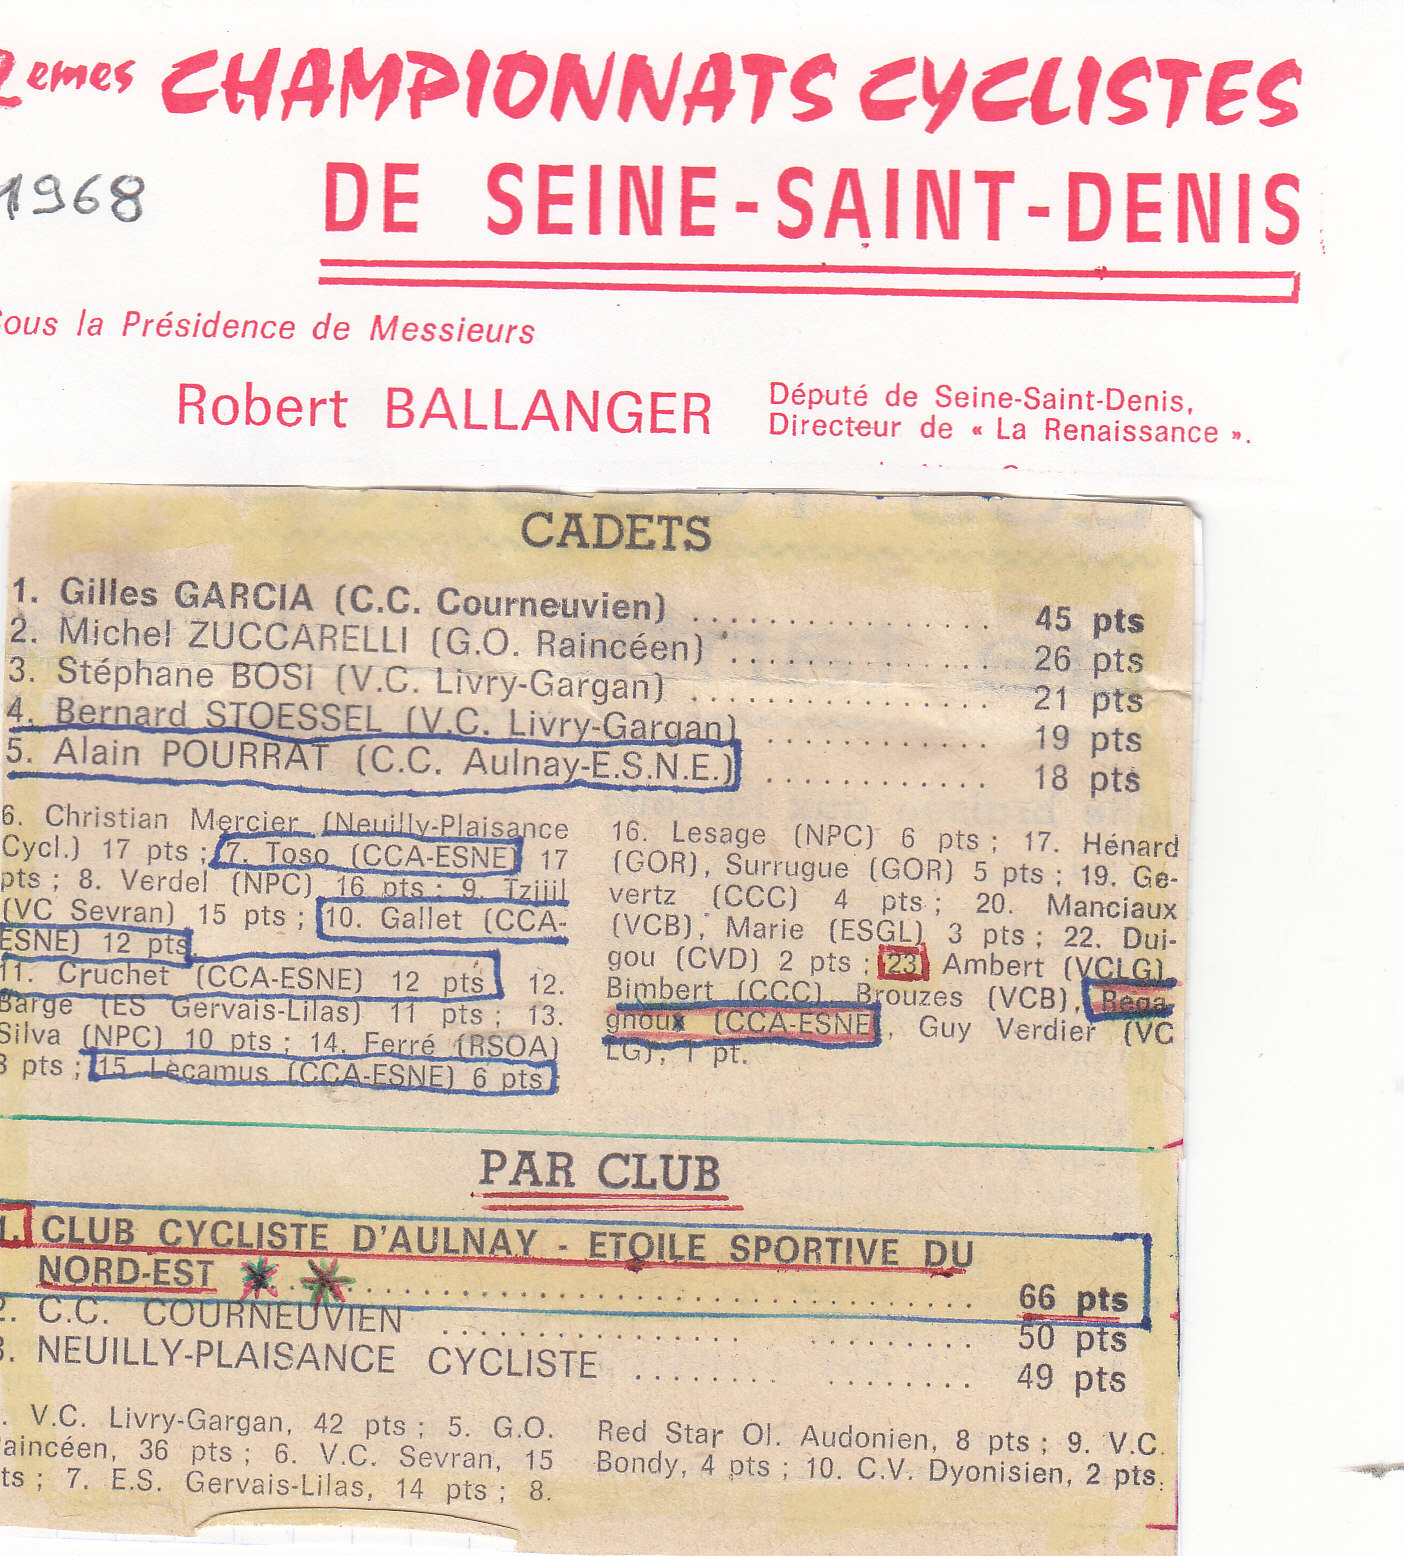 2emes CHAMPIONNATS CYCLISTES
1968
DE SEINE-SAINT-DENIS
Sous la Présidence de Messieurs
Robert BALLANGER
Député de Seine-Saint-Denis,
Directeur de « La Renaissance ».
CADETS
1. Gilles GARCIA (C.C. Courneuvien) .................. 45 pts
2. Michel ZUCCARELLI (G.O. Raincéen) ................ 26 pts
3. Stéphane BOSI (V.C. Livry-Gargan) .................. 21 pts
4. Bernard STOESSEL (V.C. Livry-Gargan) ............. 19 pts
5. Alain POURRAT (C.C. Aulnay-E.S.N.E.) ............. 18 pts
6. Christian Mercier (Neuilly-Plaisance
Cycl.) 17 pts ; 7. Toso (CCA-ESNE) 17
pts ; 8. Verdel (NPC) 16 pts ; 9. Tzijil
(VC Sevran) 15 pts ; 10. Gallet (CCA-
ESNE) 12 pts
11. Cruchet (CCA-ESNE) 12 pts 12.
Barge (ES Gervais-Lilas) 11 pts ; 13.
Silva (NPC) 10 pts ; 14. Ferré (RSOA)
8 pts ; 15. Lecamus (CCA-ESNE) 6 pts ;
16. Lesage (NPC) 6 pts ; 17. Hénard
(GOR), Surrugue (GOR) 5 pts ; 19. Ge-
vertz (CCC) 4 pts ; 20. Manciaux
(VCB), Marie (ESGL) 3 pts ; 22. Dui-
gou (CVD) 2 pts ; 23 Ambert (VCLG),
Bimbert (CCC), Brouzes (VCB), Bega-
gnoux (CCA-ESNE), Guy Verdier (VC
LG), 1 pt.
PAR CLUB
1. CLUB CYCLISTE D'AULNAY - ETOILE SPORTIVE DU
NORD-EST .................................................. 66 pts
2. C.C. COURNEUVIEN .................... .......... 50 pts
3. NEUILLY-PLAISANCE CYCLISTE ........ ......... 49 pts
. V.C. Livry-Gargan, 42 pts ; 5. G.O.
Raincéen, 36 pts ; 6. V.C. Sevran, 15
pts ; 7. E.S. Gervais-Lilas, 14 pts ; 8.
Red Star Ol. Audonien, 8 pts ; 9. V.C.
Bondy, 4 pts ; 10. C.V. Dyonisien, 2 pts.